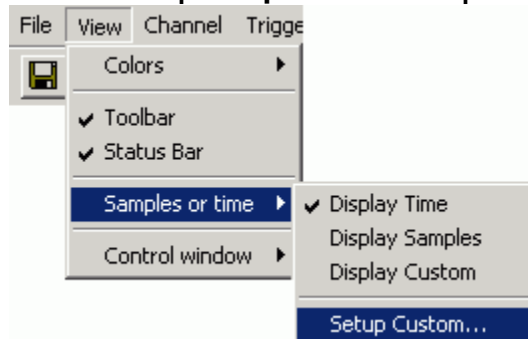 File View Channel Trigge
Colors
Toolbar
Status Bar
Samples or time
Display Time
Display Samples
Control window
Display Custom
Setup Custom...